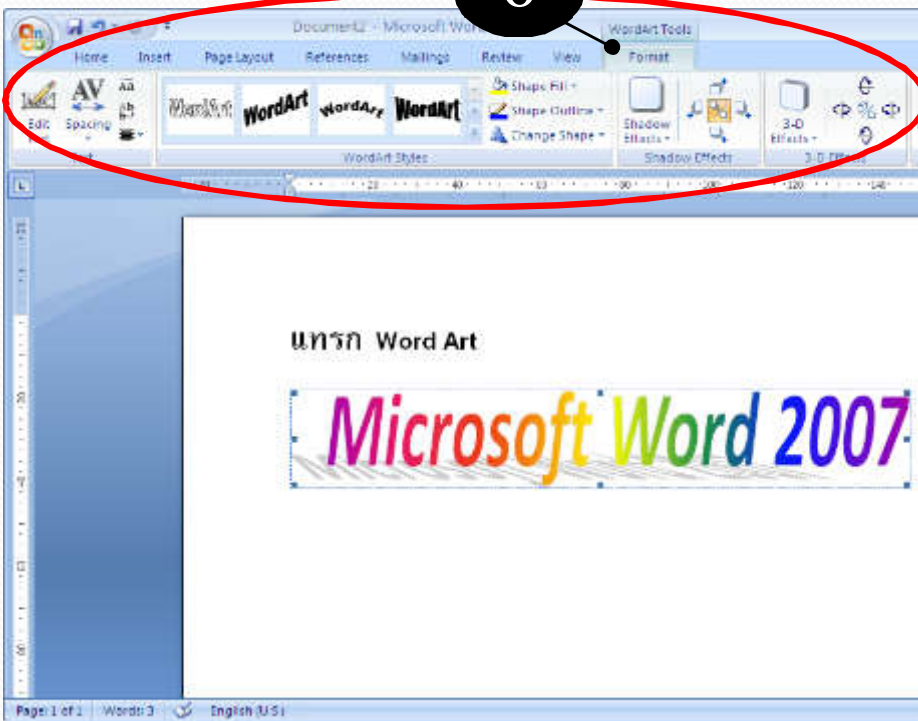 Document2 - Microsoft Wor
WordArt Tools
Home Insert Page Layout References Mailings Review View Format
Edit
Spacing
WordArt WordArt WordArt WordArt
Shape Fill
Shape Outline
Change Shape
Shadow Effects
3-D Effects
WordArt Styles
Shadow Effects
3-D Effects
แทรก Word Art
Microsoft Word 2007
Page: 1 of 1 Words: 3 English (U.S.)